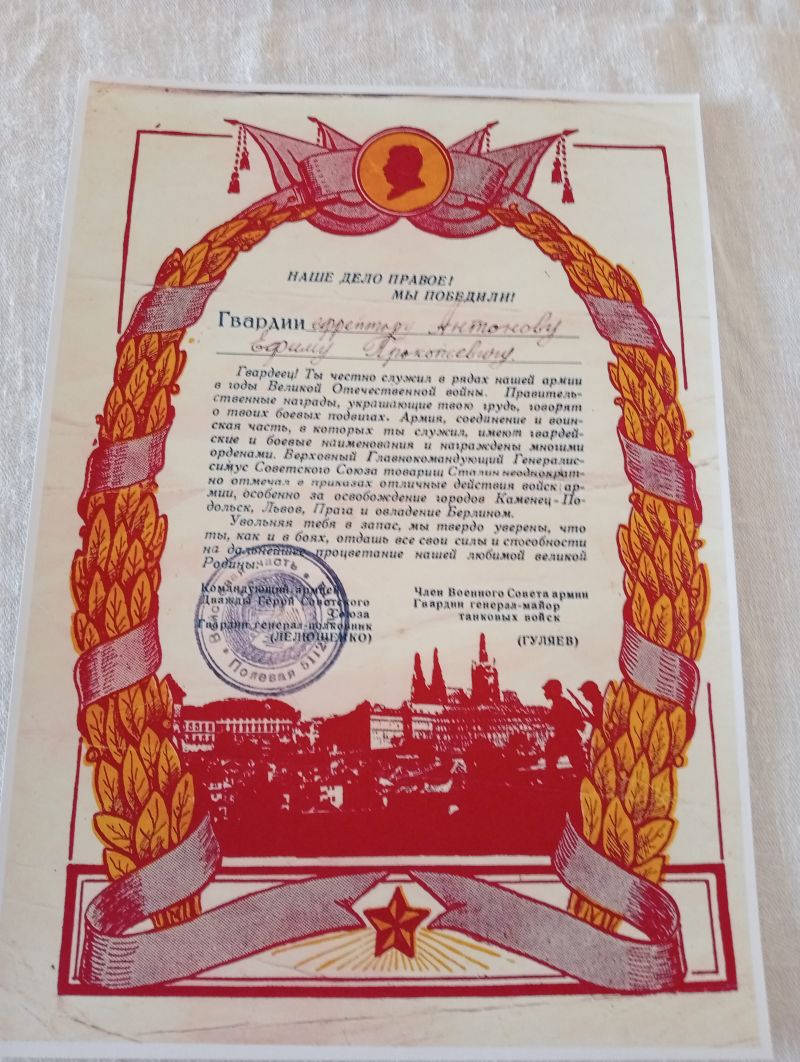 НАШЕ ДЕЛО ПРАВОЕ!
МЫ ПОБЕДИЛИ!
Гвардии ефрейтору Антонову
Ефиму Прокопьевичу
Гвардеец! Ты честно служил в рядах нашей армии
в годы Великой Отечественной войны. Правитель-
ственные награды, украшающие твою грудь, говорят
о твоих боевых подвигах. Армия, соединение и воин-
ская часть, в которых ты служил, имеют гвардей-
ские и боевые наименования и награждены многими
орденами. Верховный Главнокомандующий Генералис-
симус Советского Союза товарищ Сталин неоднократ-
но отмечал в приказах отличные действия войск ар-
мии, особенно за освобождение городов Каменец-По-
дольск, Львов, Прага и овладение Берлином.
Увольняя тебя в запас, мы твердо уверены, что
ты, как и в боях, отдашь все свои силы и способности
на дальнейшее процветание нашей любимой великой
Родины.
Командующий армией
Дважды Герой Советского
Союза
Гвардии генерал-полковник
(ЛЕЛЮШЕНКО)
Член Военного Совета армии
Гвардии генерал-майор
танковых войск
(ГУЛЯЕВ)
часть
Полевая